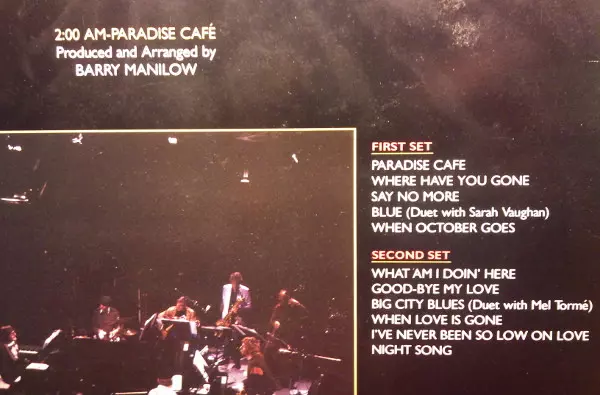 2:00 AM-PARADISE CAFÉ
Produced and Arranged by
BARRY MANILOW
FIRST SET
PARADISE CAFE
WHERE HAVE YOU GONE
SAY NO MORE
BLUE (Duet with Sarah Vaughan)
WHEN OCTOBER GOES
SECOND SET
WHAT AM I DOIN' HERE
GOOD-BYE MY LOVE
BIG CITY BLUES (Duet with Mel Tormé)
WHEN LOVE IS GONE
I'VE NEVER BEEN SO LOW ON LOVE
NIGHT SONG